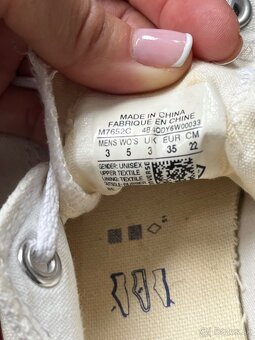 MADE IN CHINA
FABRIQUE EN CHINE
M7652C
MENS WO'S UK EUR CM
3 5 3 35 22
GENDER: UNISEX
UPPER: TEXTILE
LINING: TEXTILE